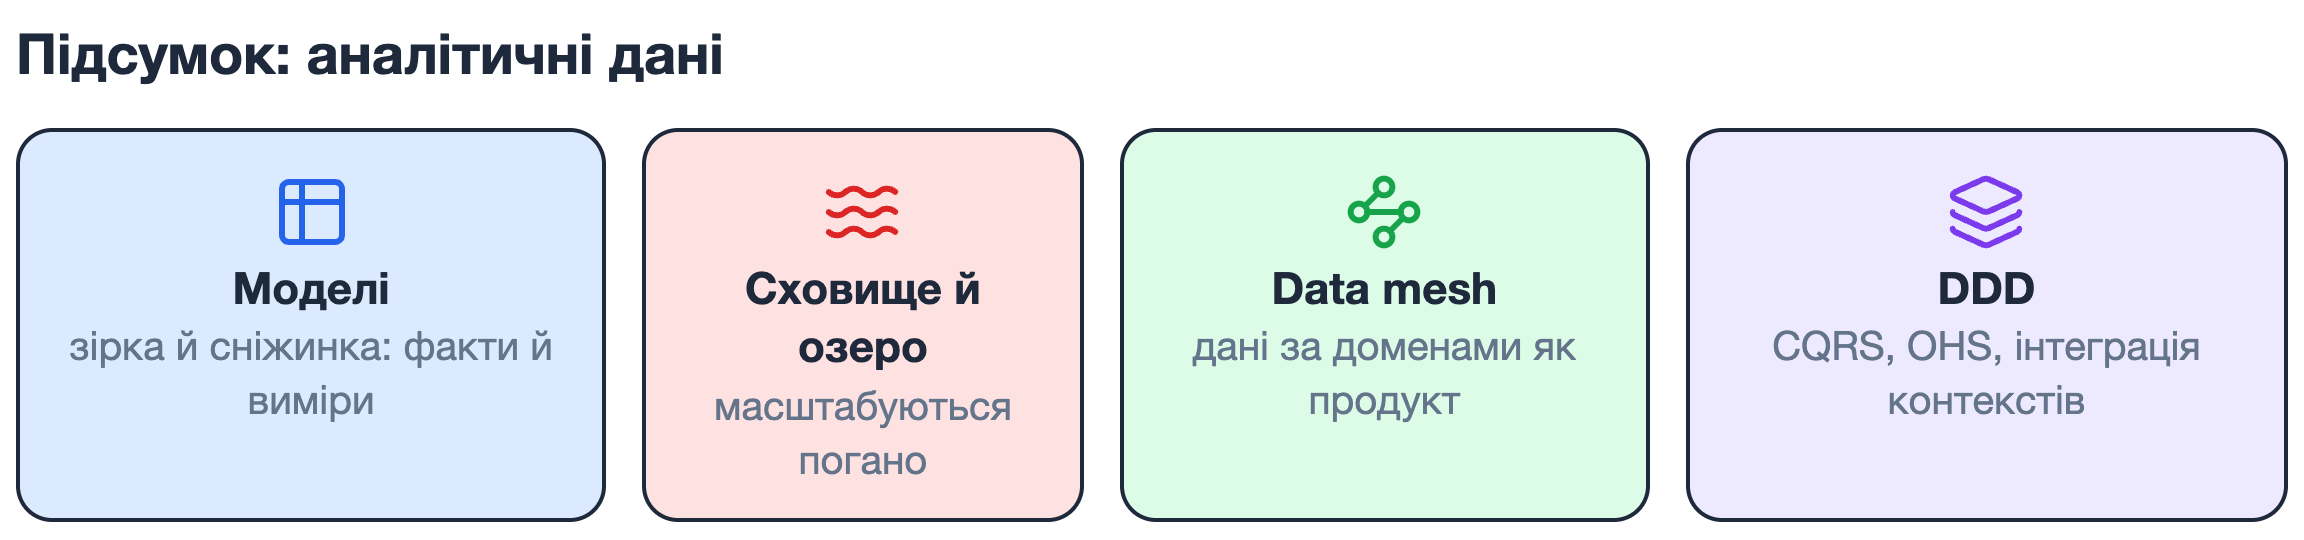 Підсумок: аналітичні дані
Моделі
зірка й сніжинка: факти й
виміри
Сховище й
озеро
масштабуються
погано
Data mesh
дані за доменами як
продукт
DDD
CQRS, OHS, інтеграція
контекстів